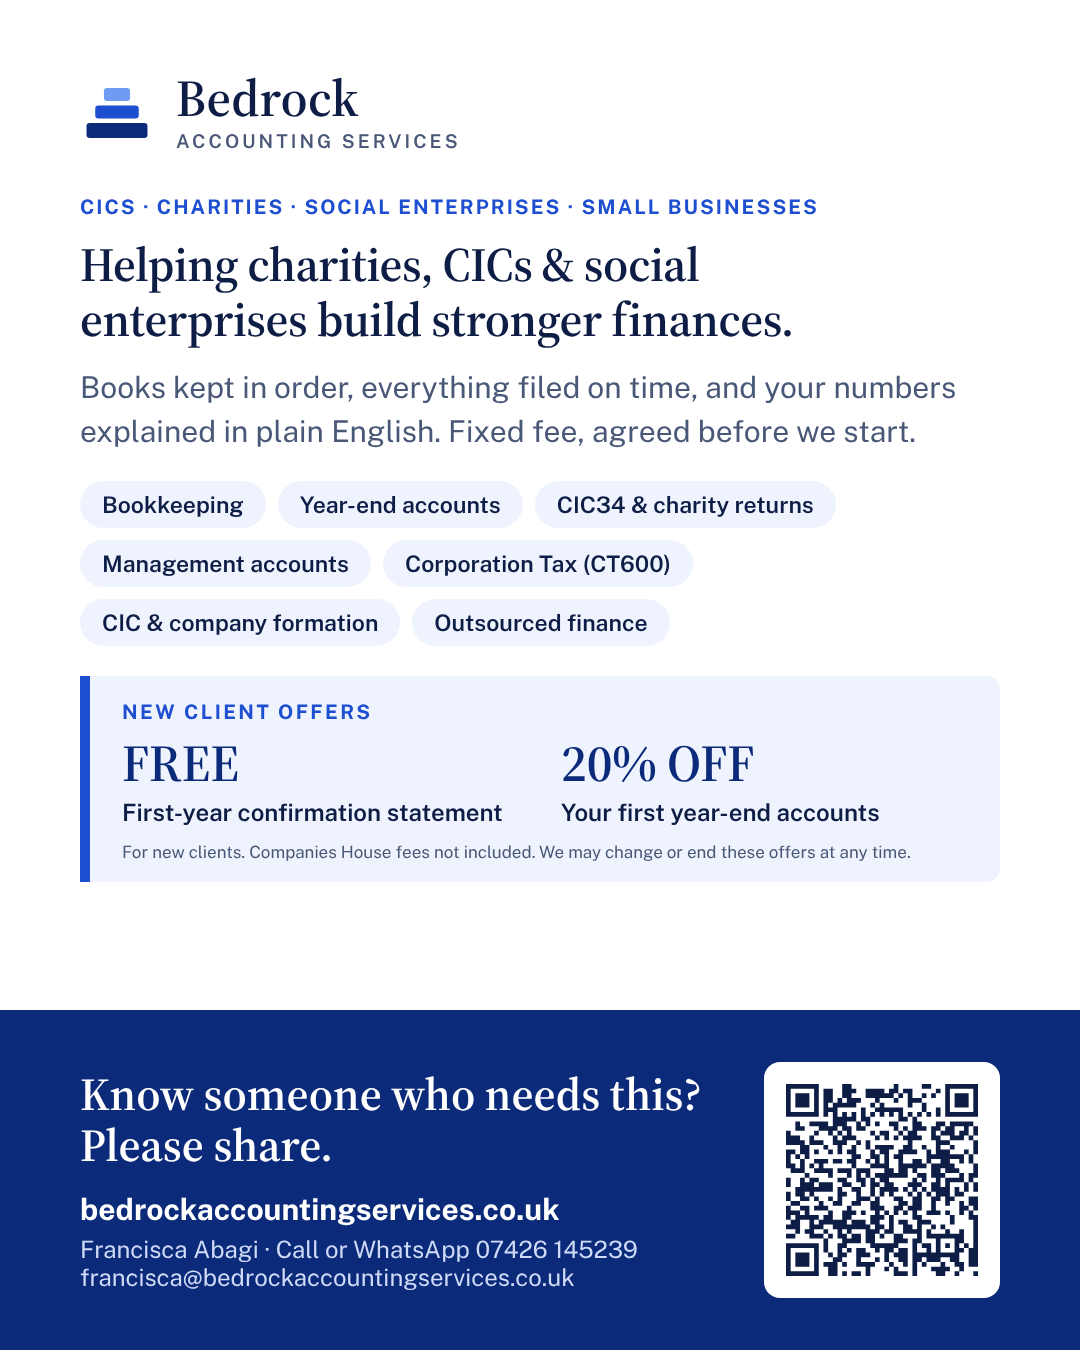 Bedrock
ACCOUNTING SERVICES
CICS · CHARITIES · SOCIAL ENTERPRISES · SMALL BUSINESSES
Helping charities, CICs & social
enterprises build stronger finances.
Books kept in order, everything filed on time, and your numbers
explained in plain English. Fixed fee, agreed before we start.
Bookkeeping Year-end accounts CIC34 & charity returns
Management accounts Corporation Tax (CT600)
CIC & company formation Outsourced finance
NEW CLIENT OFFERS
FREE 20% OFF
First-year confirmation statement Your first year-end accounts
For new clients. Companies House fees not included. We may change or end these offers at any time.
Know someone who needs this?
Please share.
bedrockaccountingservices.co.uk
Francisca Abagi · Call or WhatsApp 07426 145239
francisca@bedrockaccountingservices.co.uk